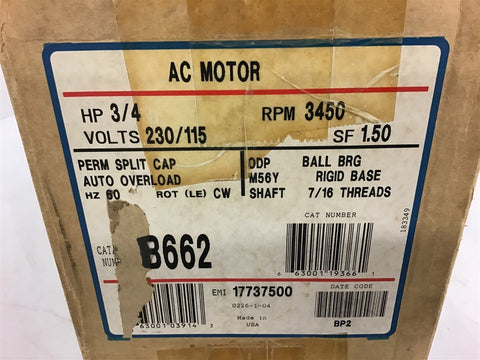 AC MOTOR
HP 3/4 RPM 3450
VOLTS 230/115 SF 1.50
PERM SPLIT CAP ODP BALL BRG
AUTO OVERLOAD M56Y RIGID BASE
HZ 60 ROT (LE) CW SHAFT 7/16 THREADS
183349
CAT NUMBER
B662
6 63001 19366 1
EMI 17737500 DATE CODE
0226-1-04
63001 03914 3
Made in
USA
BP2